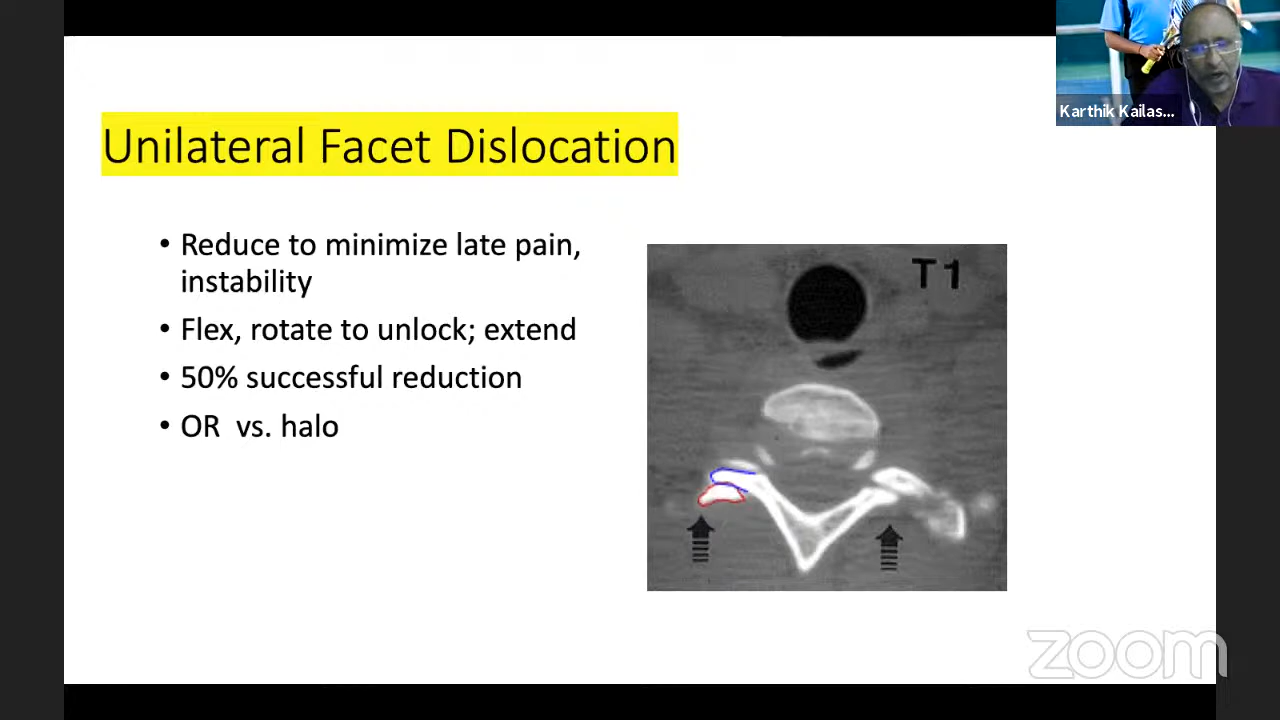 Karthik Kailas...
Unilateral Facet Dislocation
• Reduce to minimize late pain,
instability
• Flex, rotate to unlock; extend
• 50% successful reduction
• OR vs. halo
T1
zoom